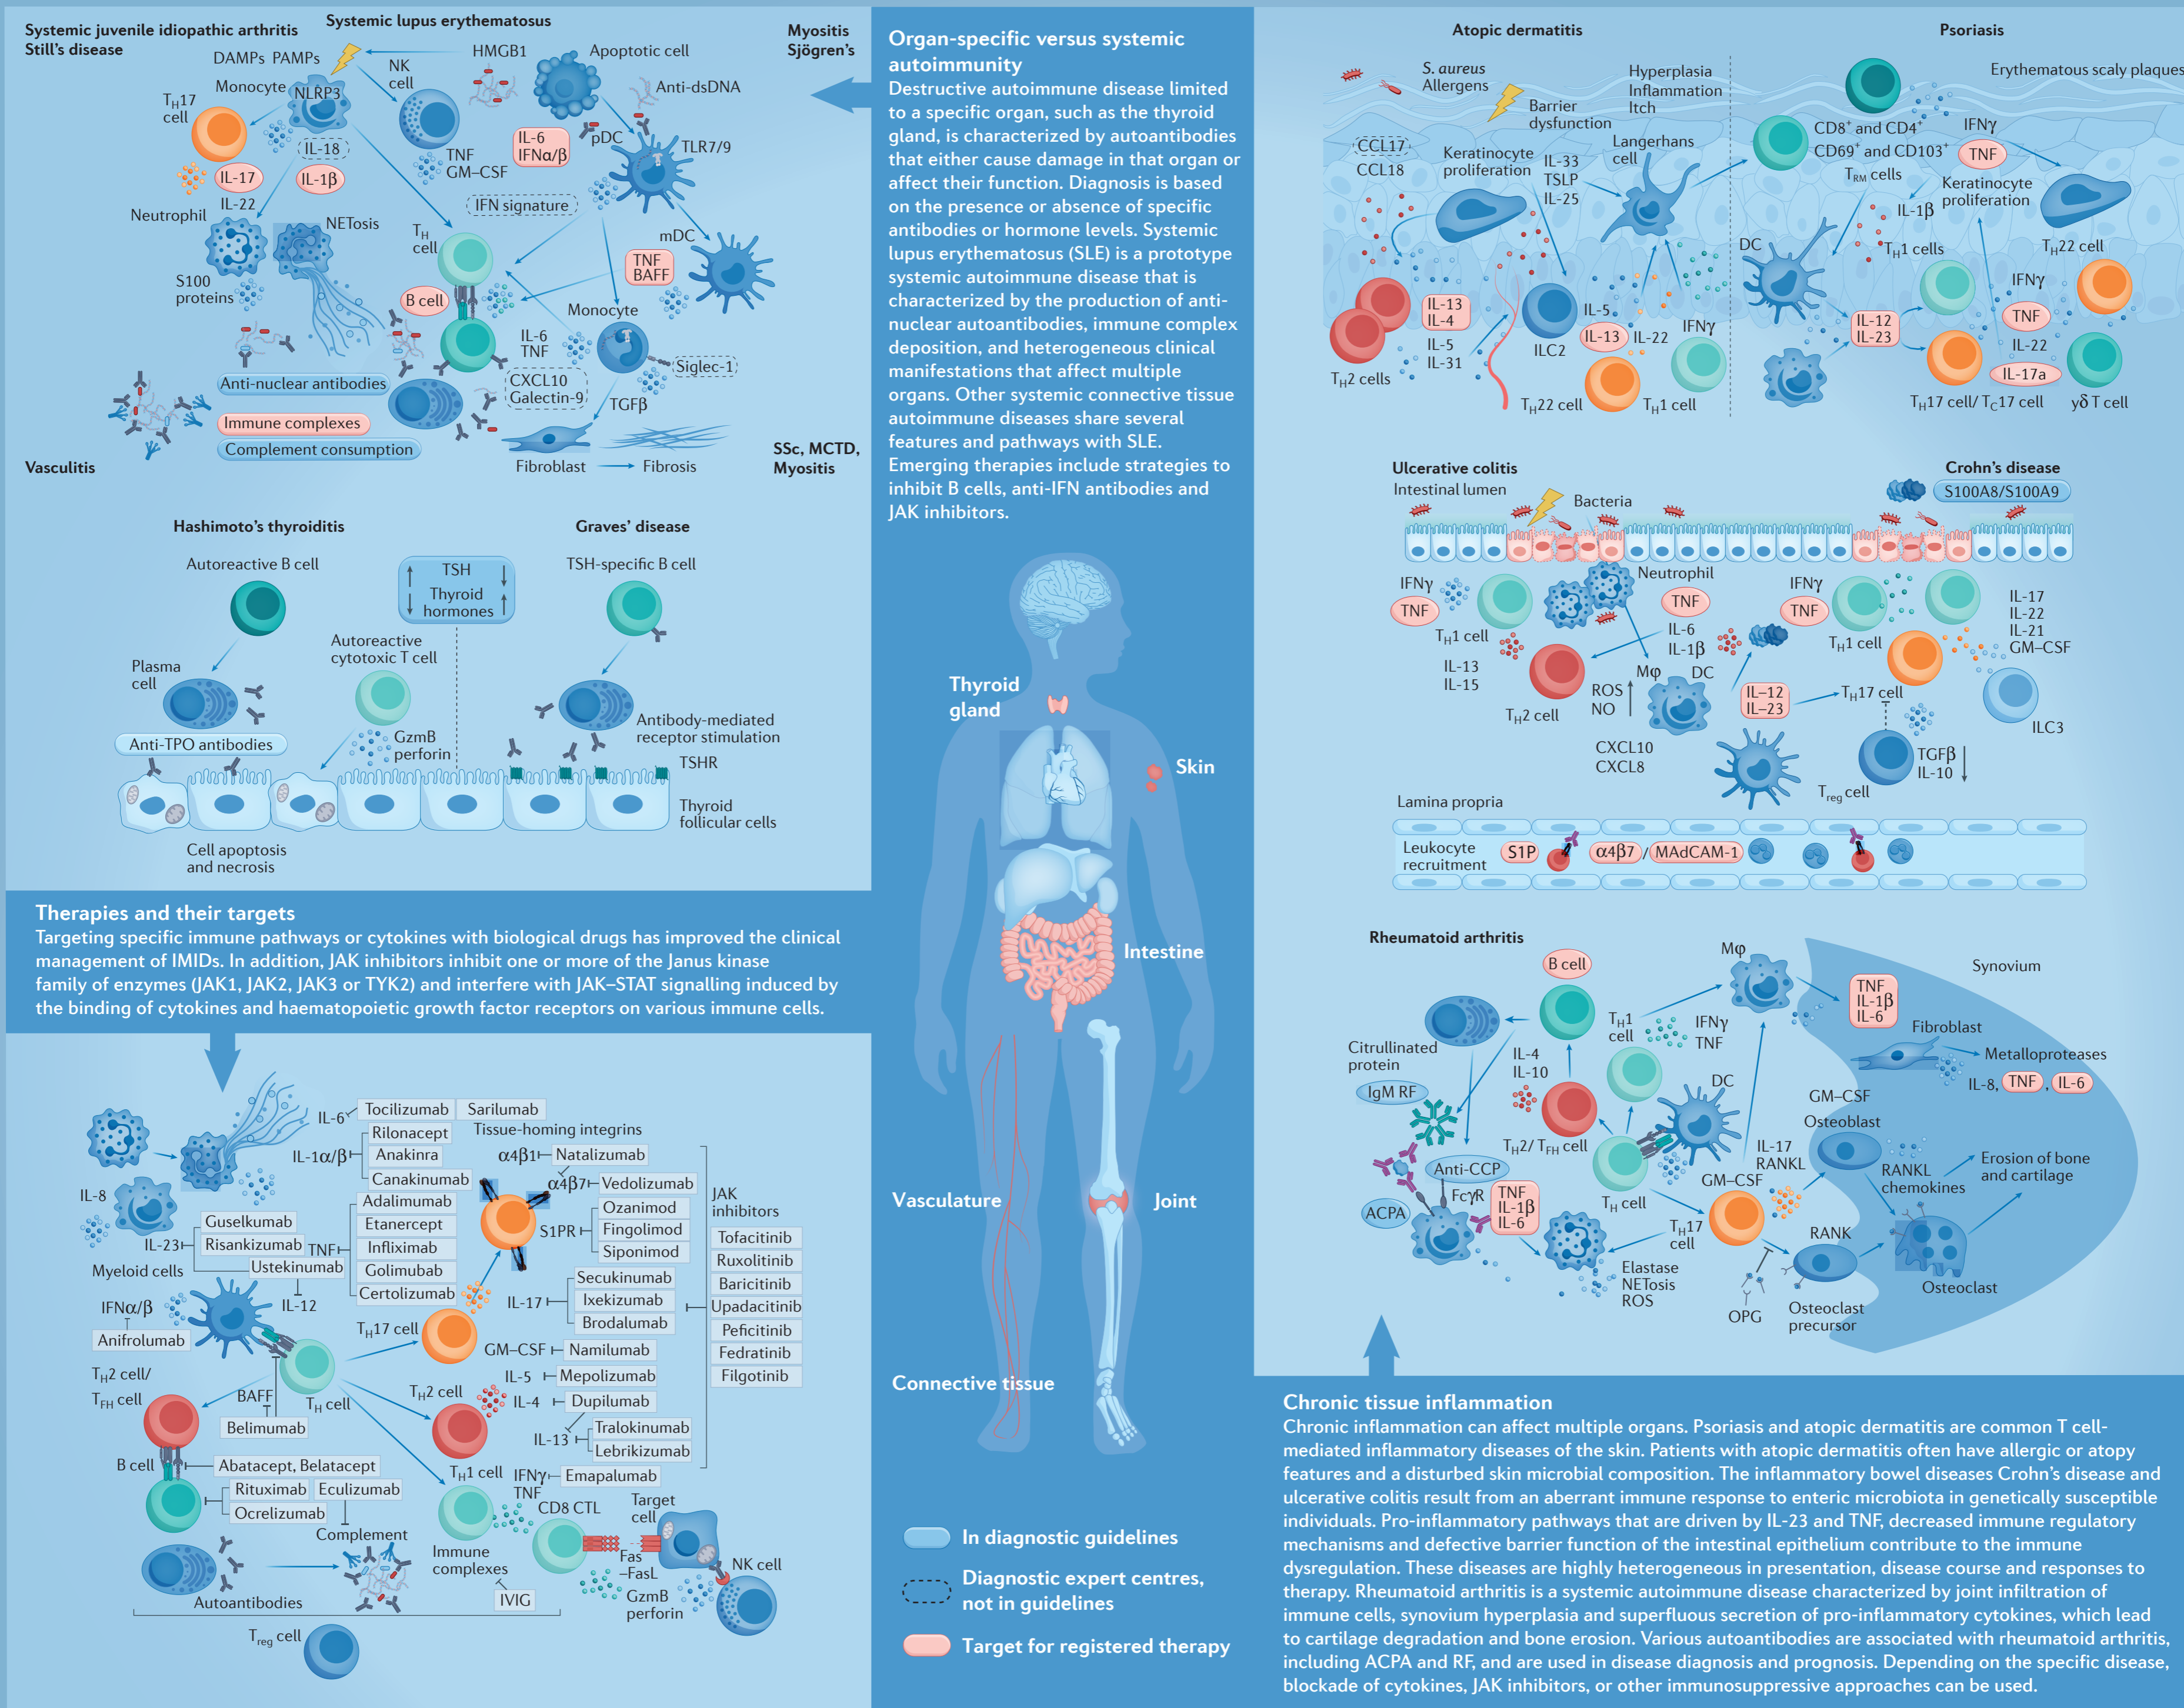 Systemic juvenile idiopathic arthritis
Still's disease
Systemic lupus erythematosus
Myositis
Sjögren's
DAMPs PAMPs
HMGB1
Apoptotic cell
NK
cell
Monocyte
NLRP3
Anti-dsDNA
TH17
cell
IL-6
IFNα/β
pDC
TLR7/9
IL-18
TNF
GM–CSF
IL-17
IL-1β
IL-22
IFN signature
Neutrophil
NETosis
TH
cell
mDC
TNF
BAFF
S100
proteins
B cell
Monocyte
IL-6
TNF
Siglec-1
Anti-nuclear antibodies
CXCL10
Galectin-9
TGFβ
Immune complexes
Complement consumption
Fibroblast
Fibrosis
SSc, MCTD,
Myositis
Vasculitis
Hashimoto's thyroiditis
Graves' disease
Autoreactive B cell
TSH
Thyroid
hormones
TSH-specific B cell
Autoreactive
cytotoxic T cell
Plasma
cell
Anti-TPO antibodies
GzmB
perforin
Antibody-mediated
receptor stimulation
TSHR
Thyroid
follicular cells
Cell apoptosis
and necrosis
Therapies and their targets
Targeting specific immune pathways or cytokines with biological drugs has improved the clinical
management of IMIDs. In addition, JAK inhibitors inhibit one or more of the Janus kinase
family of enzymes (JAK1, JAK2, JAK3 or TYK2) and interfere with JAK–STAT signalling induced by
the binding of cytokines and haematopoietic growth factor receptors on various immune cells.
IL-6
Tocilizumab
Sarilumab
Rilonacept
Tissue-homing integrins
IL-1α/β
Anakinra
α4β1
Natalizumab
Canakinumab
α4β7
Vedolizumab
JAK
inhibitors
IL-8
Adalimumab
Ozanimod
Guselkumab
Etanercept
S1PR
Fingolimod
Tofacitinib
IL-23
Risankizumab
TNF
Infliximab
Siponimod
Ruxolitinib
Myeloid cells
Ustekinumab
Golimubab
Secukinumab
Baricitinib
IFNα/β
IL-12
Certolizumab
IL-17
Ixekizumab
Upadacitinib
Anifrolumab
TH17 cell
Brodalumab
Peficitinib
GM–CSF
Namilumab
Fedratinib
TH2 cell/
TFH cell
IL-5
Mepolizumab
Filgotinib
BAFF
TH cell
TH2 cell
IL-4
Dupilumab
Belimumab
IL-13
Tralokinumab
Lebrikizumab
B cell
Abatacept, Belatacept
TH1 cell
IFNγ
TNF
Emapalumab
Rituximab
Eculizumab
CD8 CTL
Target
cell
Ocrelizumab
Complement
Immune
complexes
Fas
–FasL
NK cell
IVIG
GzmB
perforin
Autoantibodies
Treg cell
Organ-specific versus systemic
autoimmunity
Destructive autoimmune disease limited
to a specific organ, such as the thyroid
gland, is characterized by autoantibodies
that either cause damage in that organ or
affect their function. Diagnosis is based
on the presence or absence of specific
antibodies or hormone levels. Systemic
lupus erythematosus (SLE) is a prototype
systemic autoimmune disease that is
characterized by the production of anti-
nuclear autoantibodies, immune complex
deposition, and heterogeneous clinical
manifestations that affect multiple
organs. Other systemic connective tissue
autoimmune diseases share several
features and pathways with SLE.
Emerging therapies include strategies to
inhibit B cells, anti-IFN antibodies and
JAK inhibitors.
Thyroid
gland
Skin
Intestine
Vasculature
Joint
Connective tissue
In diagnostic guidelines
Diagnostic expert centres,
not in guidelines
Target for registered therapy
Atopic dermatitis
Psoriasis
S. aureus
Allergens
Hyperplasia
Inflammation
Itch
Erythematous scaly plaques
Barrier
dysfunction
CCL17
CCL18
Keratinocyte
proliferation
IL-33
TSLP
IL-25
Langerhans
cell
CD8+ and CD4+
CD69+ and CD103+
TRM cells
IFNγ
TNF
Keratinocyte
proliferation
IL-1β
DC
TH1 cells
TH22 cell
IL-13
IL-4
IL-5
IL-31
TH2 cells
ILC2
IL-5
IL-13
IL-22
IFNγ
TH22 cell
TH1 cell
IL-12
IL-23
IFNγ
TNF
IL-22
IL-17a
TH17 cell/ TC17 cell
γδ T cell
Ulcerative colitis
Crohn's disease
Intestinal lumen
Bacteria
S100A8/S100A9
IFNγ
TNF
TH1 cell
Neutrophil
TNF
IL-6
IL-1β
IFNγ
TNF
TH1 cell
IL-17
IL-22
IL-21
GM–CSF
IL-13
IL-15
TH2 cell
ROS
NO
Mφ
DC
IL–12
IL–23
TH17 cell
ILC3
CXCL10
CXCL8
TGFβ
IL-10
Treg cell
Lamina propria
Leukocyte
recruitment
S1P
α4β7/
MAdCAM-1
Rheumatoid arthritis
B cell
Mφ
Synovium
TNF
IL-1β
IL-6
TH1
cell
IFNγ
TNF
Fibroblast
Citrullinated
protein
IL-4
IL-10
Metalloproteases
IL-8, TNF, IL-6
IgM RF
DC
GM–CSF
Osteoblast
TH2/ TFH cell
IL-17
RANKL
Anti-CCP
GM–CSF
RANKL
chemokines
Erosion of bone
and cartilage
FcγR
TNF
IL-1β
IL-6
TH cell
ACPA
TH17
cell
RANK
Elastase
NETosis
ROS
Osteoclast
OPG
Osteoclast
precursor
Chronic tissue inflammation
Chronic inflammation can affect multiple organs. Psoriasis and atopic dermatitis are common T cell-
mediated inflammatory diseases of the skin. Patients with atopic dermatitis often have allergic or atopy
features and a disturbed skin microbial composition. The inflammatory bowel diseases Crohn's disease and
ulcerative colitis result from an aberrant immune response to enteric microbiota in genetically susceptible
individuals. Pro-inflammatory pathways that are driven by IL-23 and TNF, decreased immune regulatory
mechanisms and defective barrier function of the intestinal epithelium contribute to the immune
dysregulation. These diseases are highly heterogeneous in presentation, disease course and responses to
therapy. Rheumatoid arthritis is a systemic autoimmune disease characterized by joint infiltration of
immune cells, synovium hyperplasia and superfluous secretion of pro-inflammatory cytokines, which lead
to cartilage degradation and bone erosion. Various autoantibodies are associated with rheumatoid arthritis,
including ACPA and RF, and are used in disease diagnosis and prognosis. Depending on the specific disease,
blockade of cytokines, JAK inhibitors, or other immunosuppressive approaches can be used.